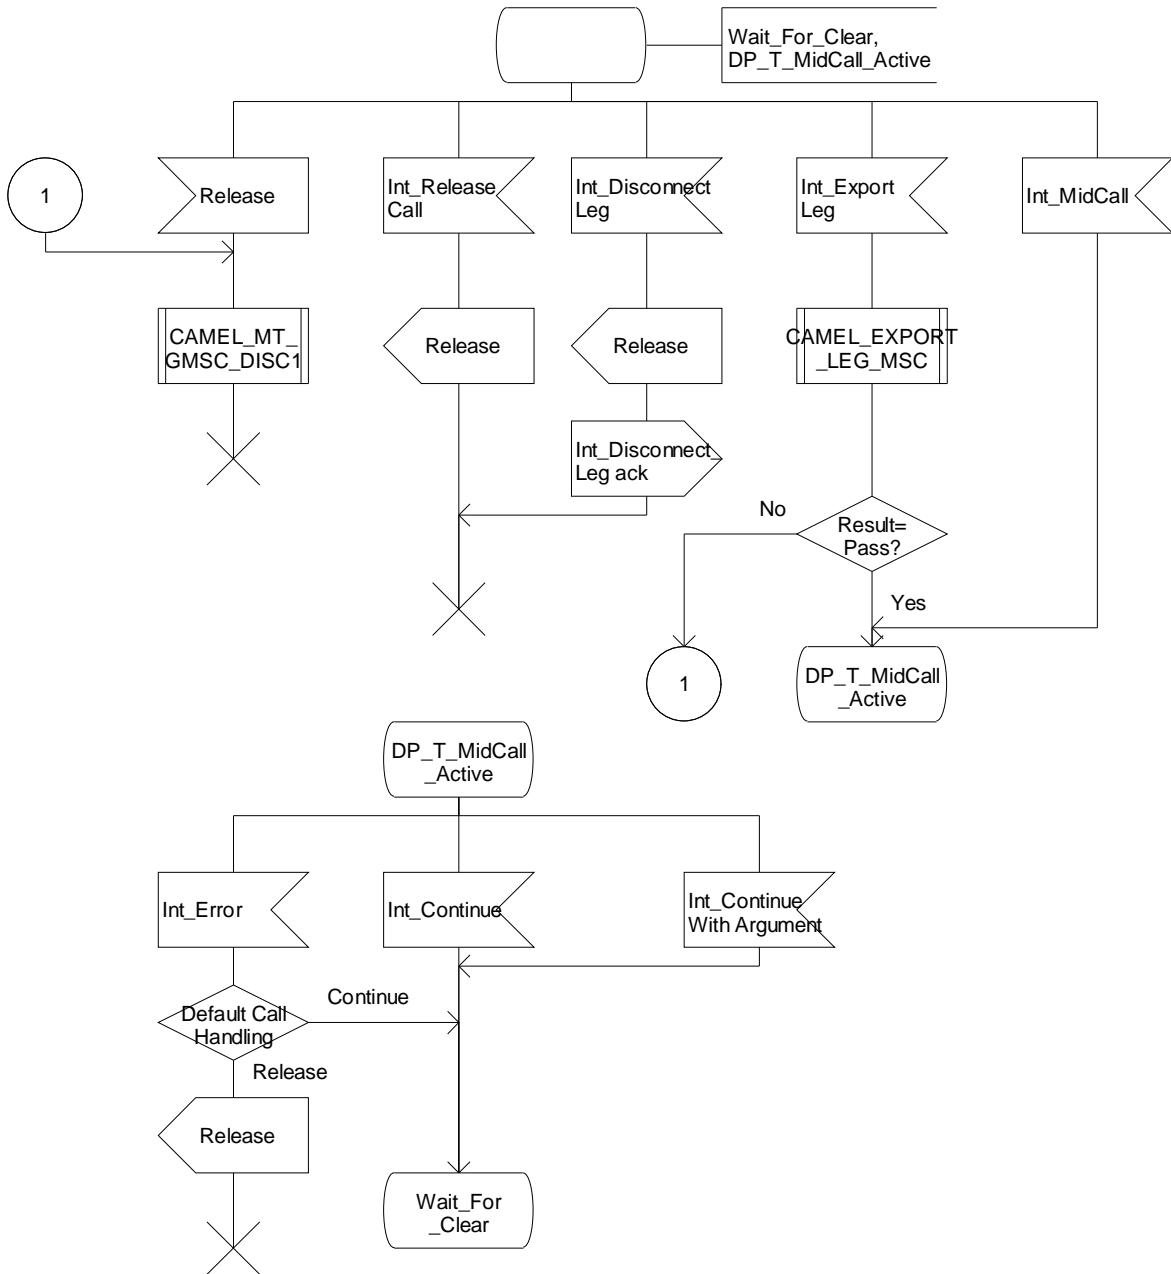 Wait_For_Clear,
DP_T_MidCall_Active
1
Release
Int_Release
Call
Int_Disconnect
Leg
Int_Export
Leg
Int_MidCall
CAMEL_MT_
GMSC_DISC1
Release
Release
CAMEL_EXPORT
_LEG_MSC
Int_Disconnect_
Leg ack
No
Result=
Pass?
Yes
1
DP_T_MidCall
_Active
DP_T_MidCall
_Active
Int_Error
Int_Continue
Int_Continue_
With Argument
Default Call
Handling
Continue
Release
Release
Wait_For
_Clear